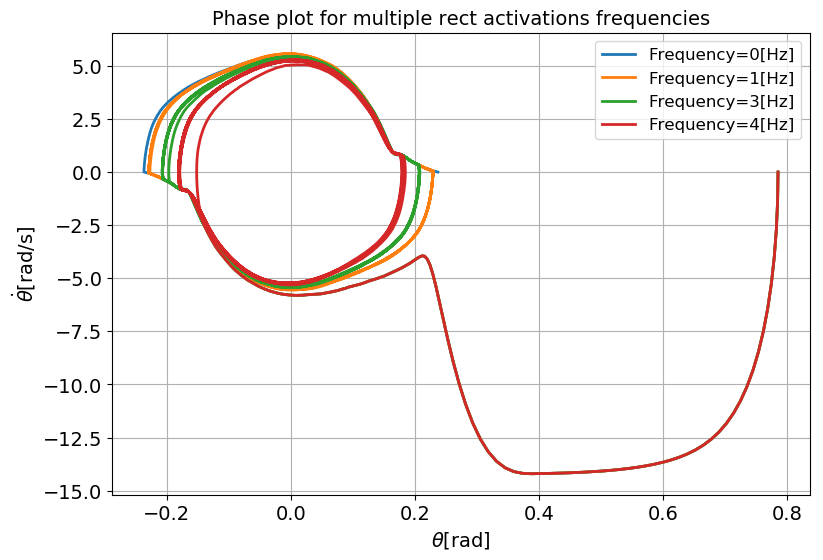 Phase plot for multiple rect activations frequencies
Frequency=0[Hz]
Frequency=1[Hz]
Frequency=3[Hz]
Frequency=4[Hz]
5.0
2.5
0.0
−2.5
−5.0
−7.5
−10.0
−12.5
−15.0
θ̇[rad/s]
−0.2 0.0 0.2 0.4 0.6 0.8
θ[rad]